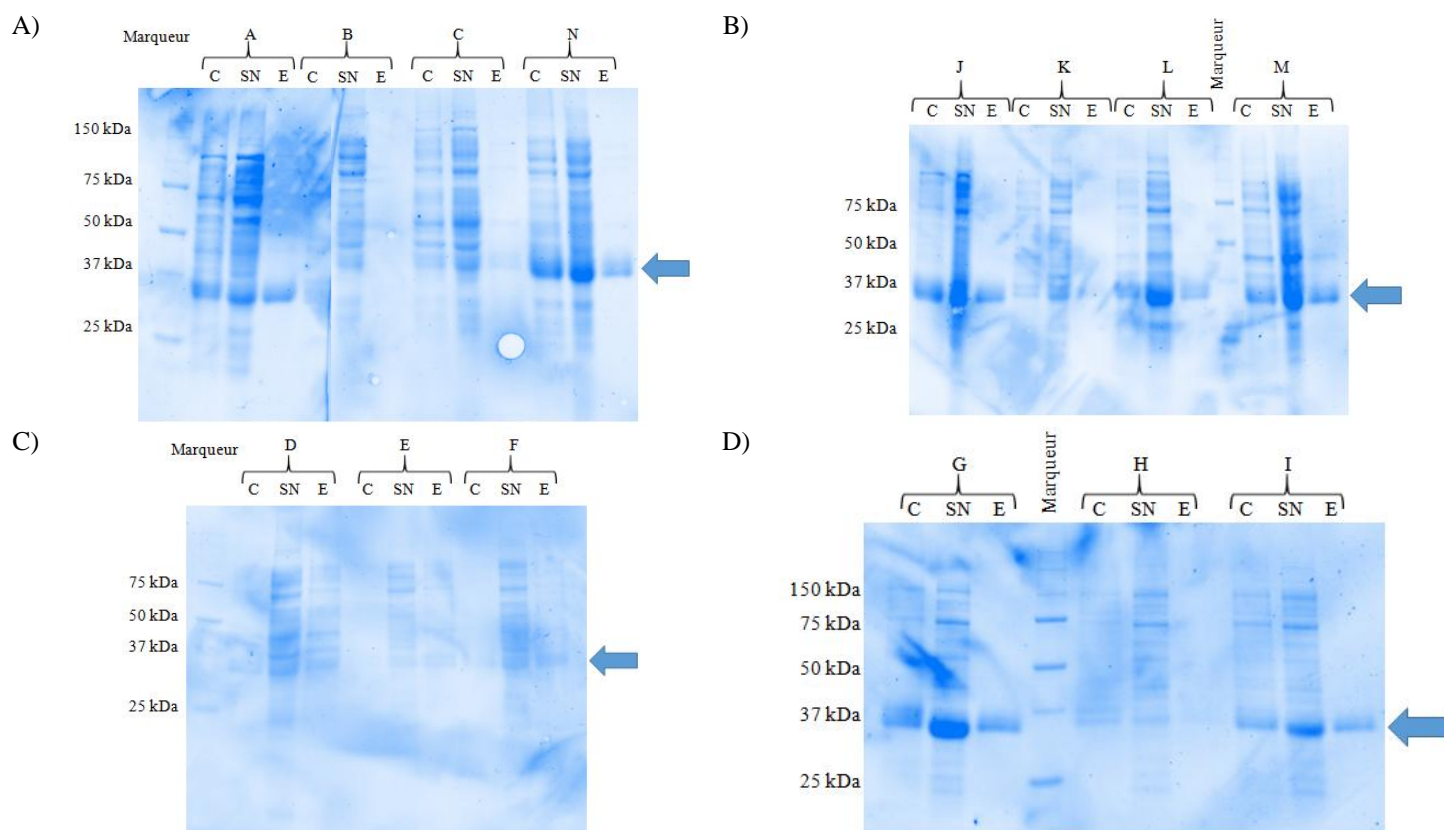 A)
Marqueur A B C N
C SN E C SN E C SN E C SN E
150 kDa
75 kDa
50 kDa
37 kDa
25 kDa
B)
J K L Marqueur M
C SN E C SN E C SN E C SN E
75 kDa
50 kDa
37 kDa
25 kDa
C)
Marqueur D E F
C SN E C SN E C SN E
75 kDa
50 kDa
37 kDa
25 kDa
D)
G Marqueur H I
C SN E C SN E C SN E
150 kDa
75 kDa
50 kDa
37 kDa
25 kDa